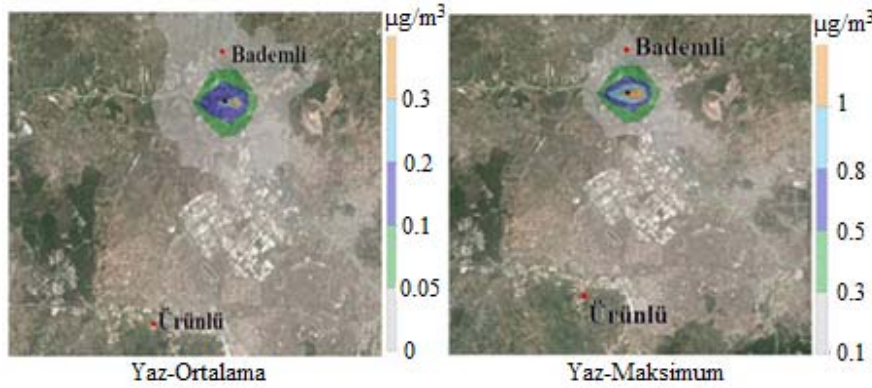 µg/m³
Bademli
0.3
0.2
0.1
0.05
0
Ürünlü
Yaz-Ortalama
µg/m³
Bademli
1
0.8
0.5
0.3
0.1
Ürünlü
Yaz-Maksimum